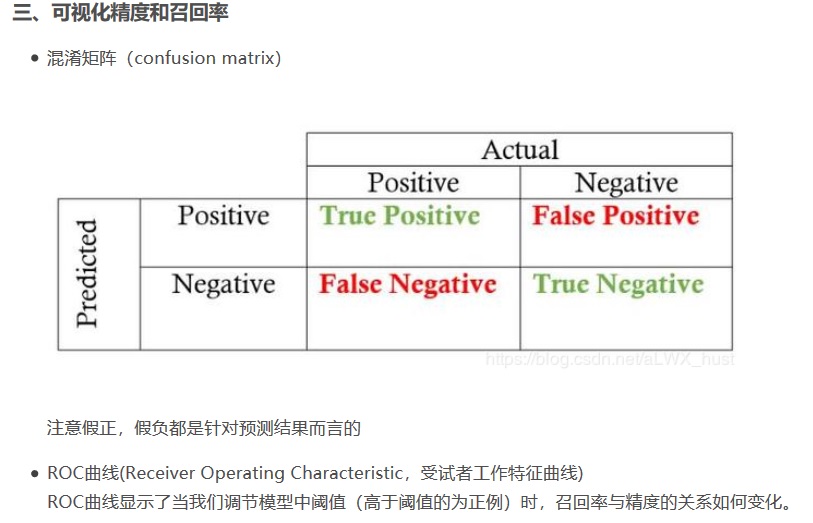 三、可视化精度和召回率
混淆矩阵（confusion matrix）
Actual
Positive Negative
Predicted
Positive True Positive False Positive
Negative False Negative True Negative
https://blog.csdn.net/aLWX_hust
注意假正，假负都是针对预测结果而言的
ROC曲线(Receiver Operating Characteristic，受试者工作特征曲线)
ROC曲线显示了当我们调节模型中阈值（高于阈值的为正例）时，召回率与精度的关系如何变化。